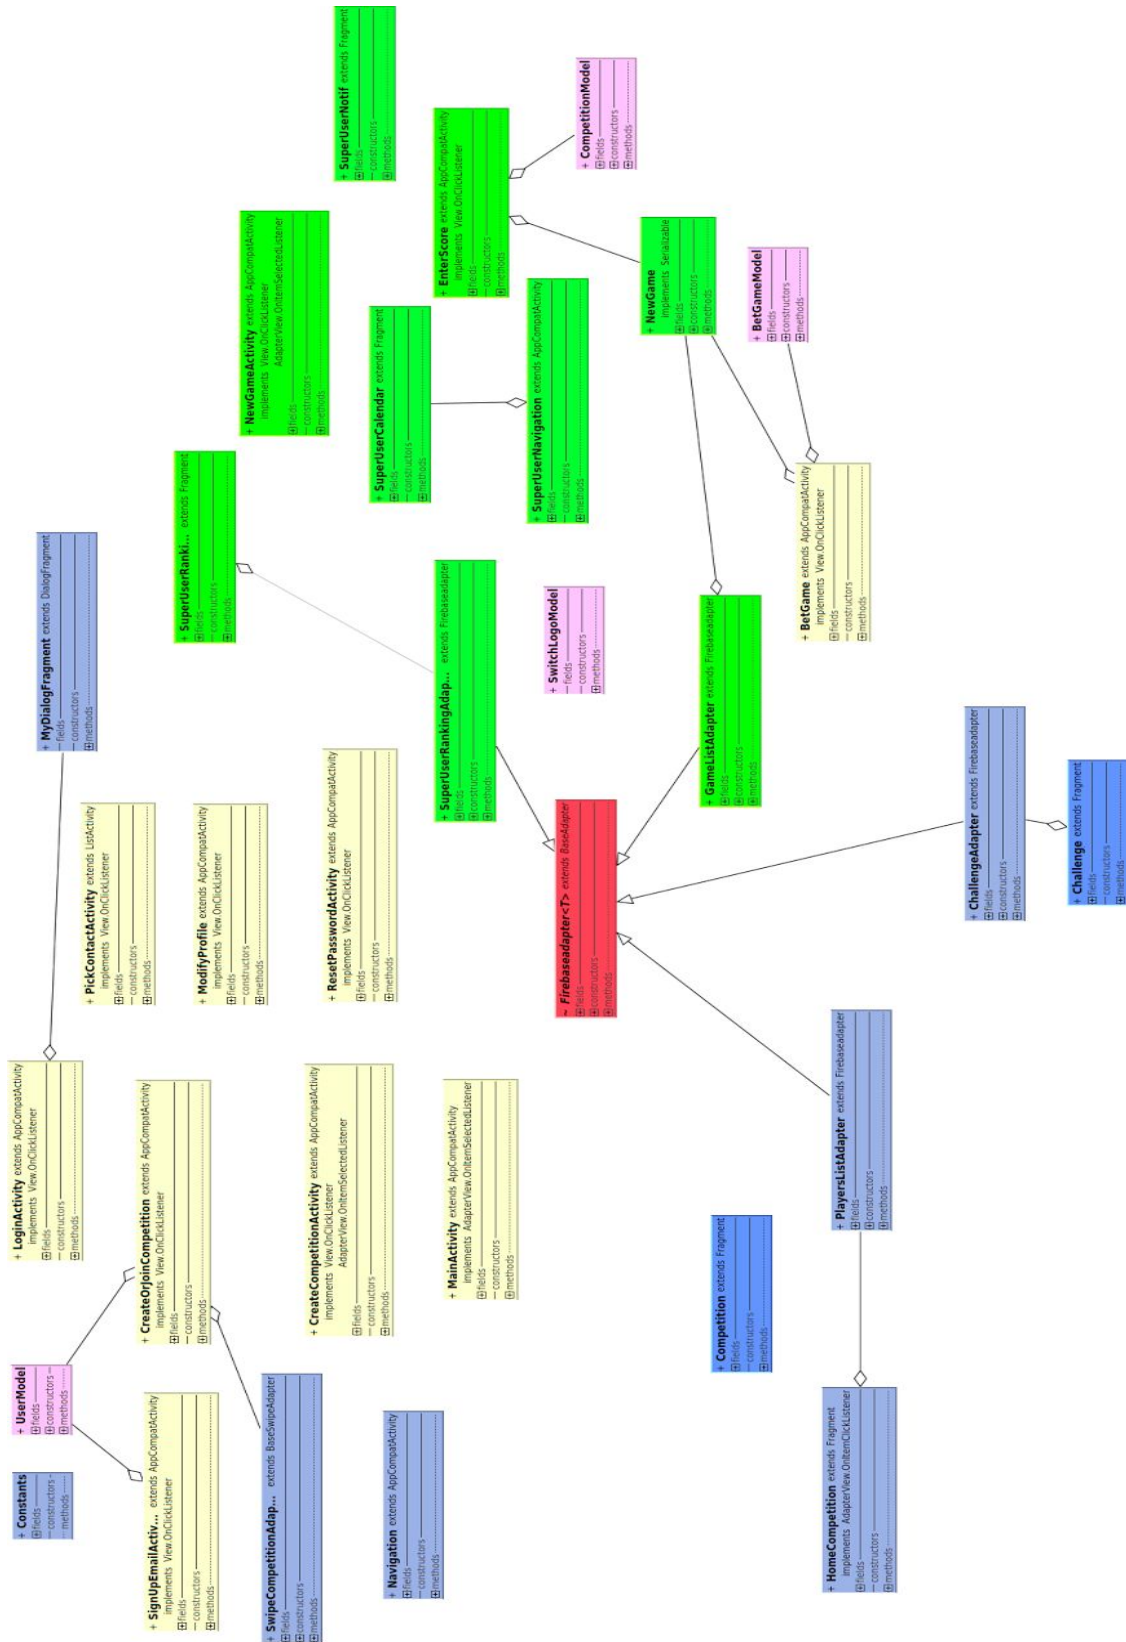 + Constants
fields
constructors
methods
+ UserModel
fields
constructors
methods
+ LoginActivity extends AppCompatActivity
implements View.OnClickListener
fields
constructors
methods
+ MyDialogFragment extends DialogFragment
fields
constructors
methods
+ SignUpEmailActiv... extends AppCompatActivity
implements View.OnClickListener
fields
constructors
methods
+ CreateOrJoinCompetition extends AppCompatActivity
implements View.OnClickListener
fields
constructors
methods
+ PickContactActivity extends ListActivity
implements View.OnClickListener
fields
constructors
methods
+ ModifyProfile extends AppCompatActivity
implements View.OnClickListener
fields
constructors
methods
+ SuperUserRanki... extends Fragment
fields
constructors
methods
+ NewGameActivity extends AppCompatActivity
implements View.OnClickListener
AdapterView.OnItemSelectedListener
fields
constructors
methods
+ SuperUserNotif extends Fragment
fields
constructors
methods
+ SwipeCompetitionAdap... extends BaseSwipeAdapter
fields
constructors
methods
+ CreateCompetitionActivity extends AppCompatActivity
implements View.OnClickListener
AdapterView.OnItemSelectedListener
fields
constructors
methods
+ ResetPasswordActivity extends AppCompatActivity
implements View.OnClickListener
fields
constructors
methods
+ SuperUserCalendar extends Fragment
fields
constructors
methods
+ Navigation extends AppCompatActivity
fields
constructors
methods
+ MainActivity extends AppCompatActivity
implements AdapterView.OnItemSelectedListener
fields
constructors
methods
+ SuperUserRankingAdap... extends Firebaseadapter
fields
constructors
methods
+ EnterScore extends AppCompatActivity
implements View.OnClickListener
fields
constructors
methods
+ SuperUserNavigation extends AppCompatActivity
fields
constructors
methods
+ CompetitionModel
fields
constructors
methods
~ Firebaseadapter<T> extends BaseAdapter
fields
constructors
methods
+ SwitchLogoModel
fields
constructors
methods
+ NewGame
implements Serializable
fields
constructors
methods
+ Competition extends Fragment
fields
constructors
methods
+ GameListAdapter extends Firebaseadapter
fields
constructors
methods
+ BetGameModel
fields
constructors
methods
+ HomeCompetition extends Fragment
implements AdapterView.OnItemClickListener
fields
constructors
methods
+ PlayersListAdapter extends Firebaseadapter
fields
constructors
methods
+ BetGame extends AppCompatActivity
implements View.OnClickListener
fields
constructors
methods
+ ChallengeAdapter extends Firebaseadapter
fields
constructors
methods
+ Challenge extends Fragment
fields
constructors
methods